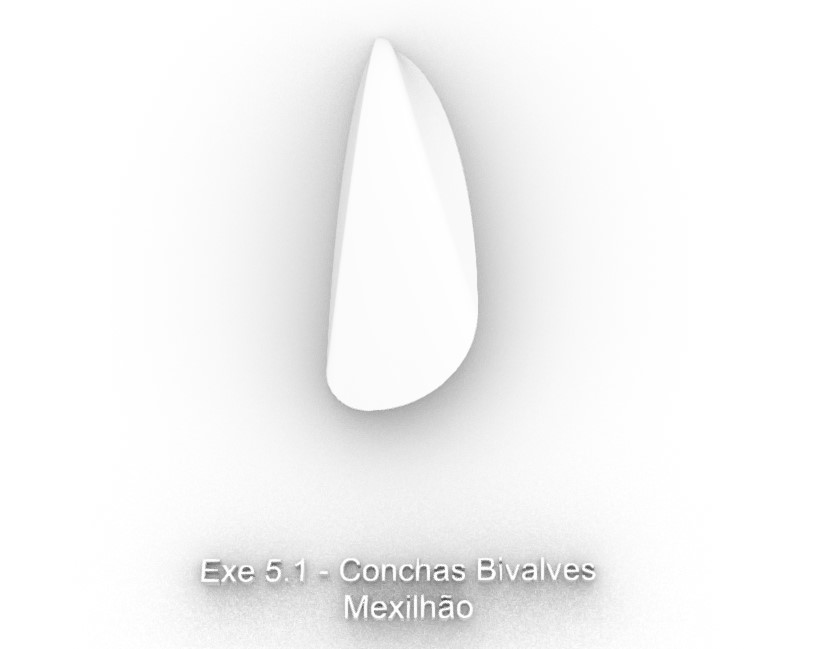 Exe 5.1 - Conchas Bivalves
Mexilhão